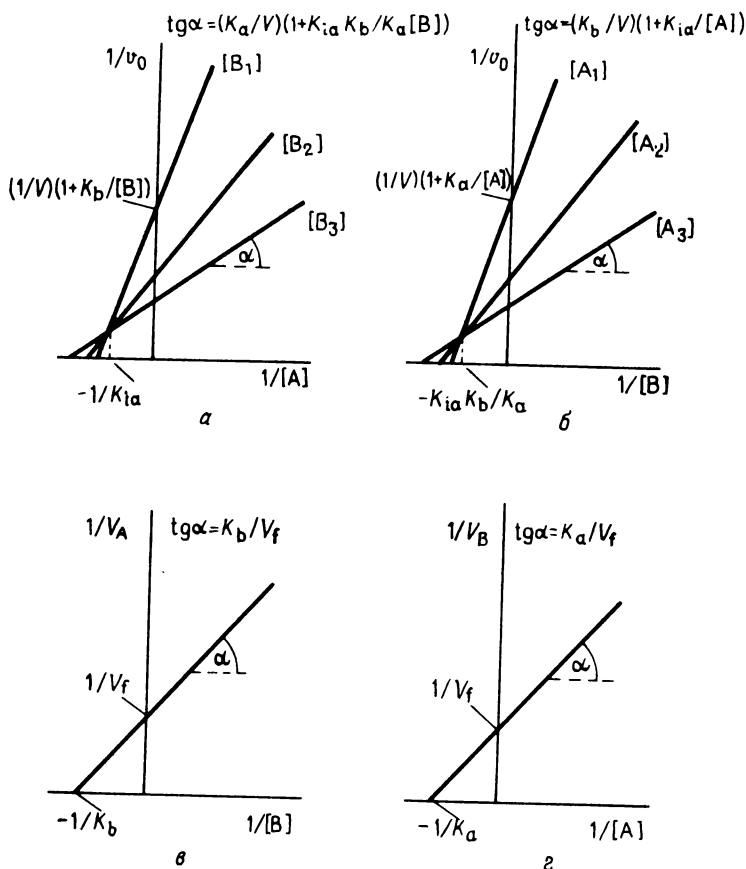 tgα=(Ka/V)(1+KiaKb/Ka[B])
1/υ0
[B1]
[B2]
(1/V)(1+Kb/[B])
[B3]
α
1/[A]
-1/Kia
а
tgα=(Kb/V)(1+Kia/[A])
1/υ0
[A1]
[A2]
(1/V)(1+Ka/[A])
[A3]
α
-KiaKb/Ka
1/[B]
б
1/VA
tgα=Kb/Vf
α
1/Vf
-1/Kb
1/[B]
в
1/VB
tgα=Ka/Vf
α
1/Vf
-1/Ka
1/[A]
г